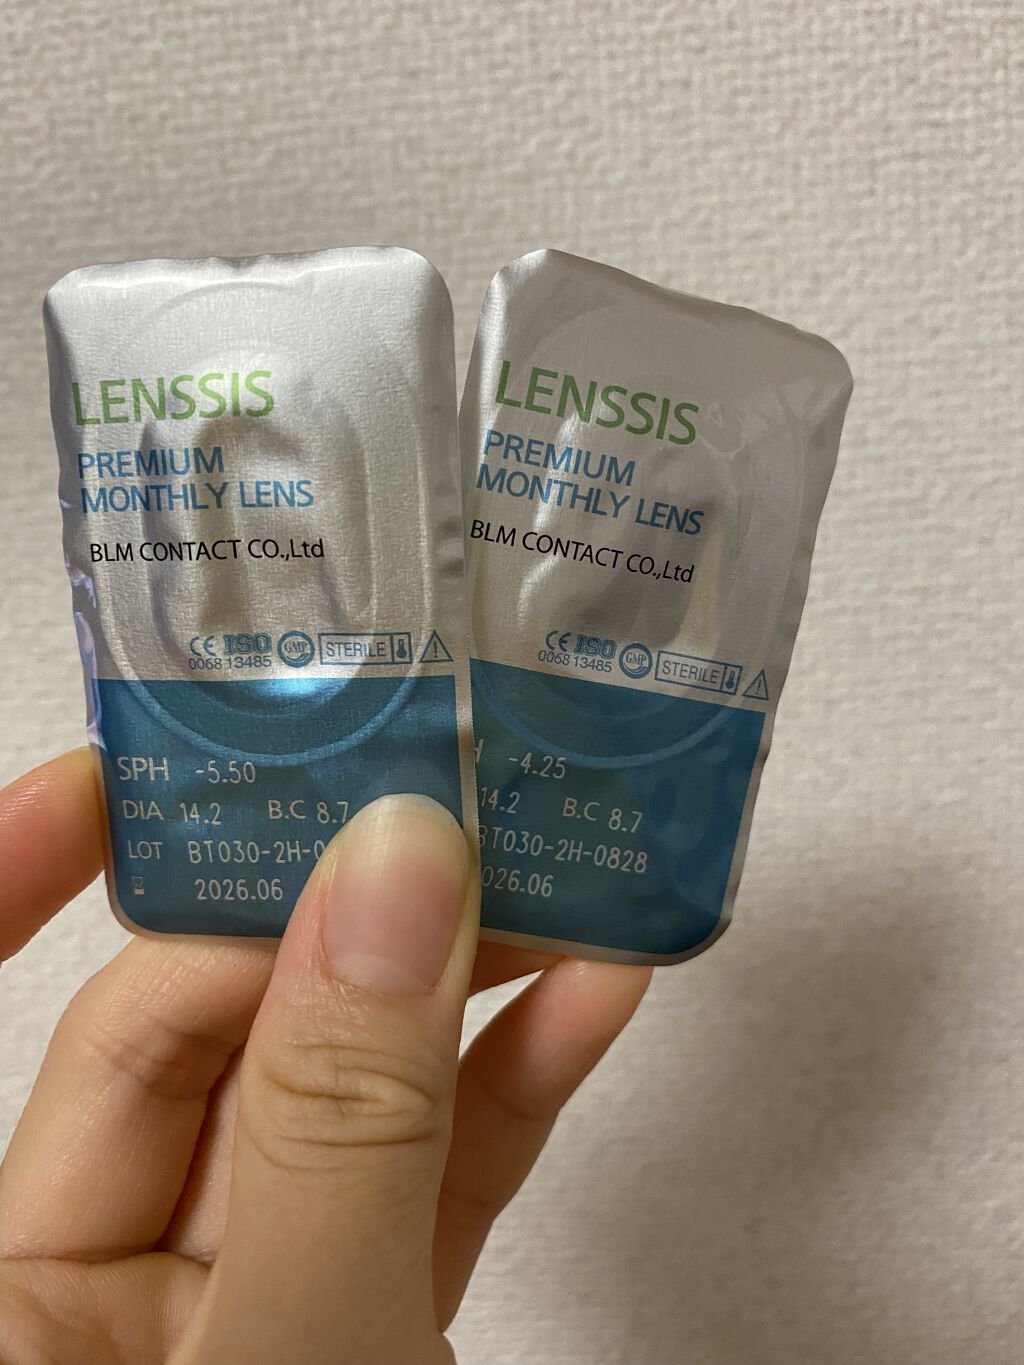 LENSSIS
PREMIUM
MONTHLY LENS
BLM CONTACT CO.,Ltd
CE ISO GMP STERILE
0068 13485
SPH -5.50
DIA 14.2 B.C 8.7
LOT BT030-2H-0
2026.06
LENSSIS
PREMIUM
MONTHLY LENS
BLM CONTACT CO.,Ltd
CE ISO GMP STERILE
0068 13485
H -4.25
14.2 B.C 8.7
BT030-2H-0828
026.06